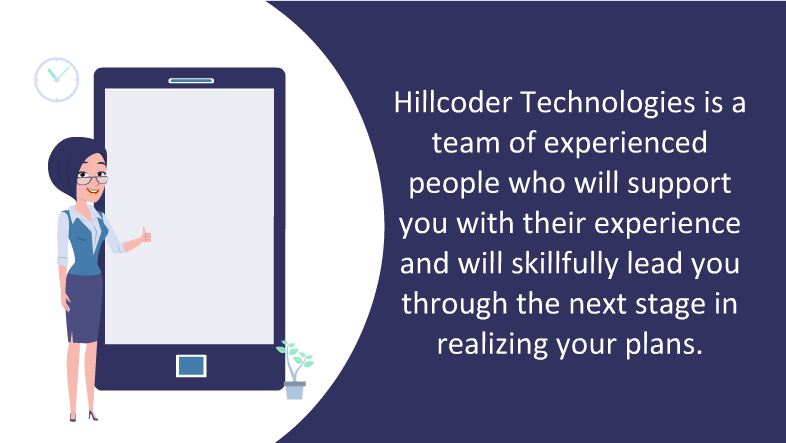 Hillcoder Technologies is a
team of experienced
people who will support
you with their experience
and will skillfully lead you
through the next stage in
realizing your plans.